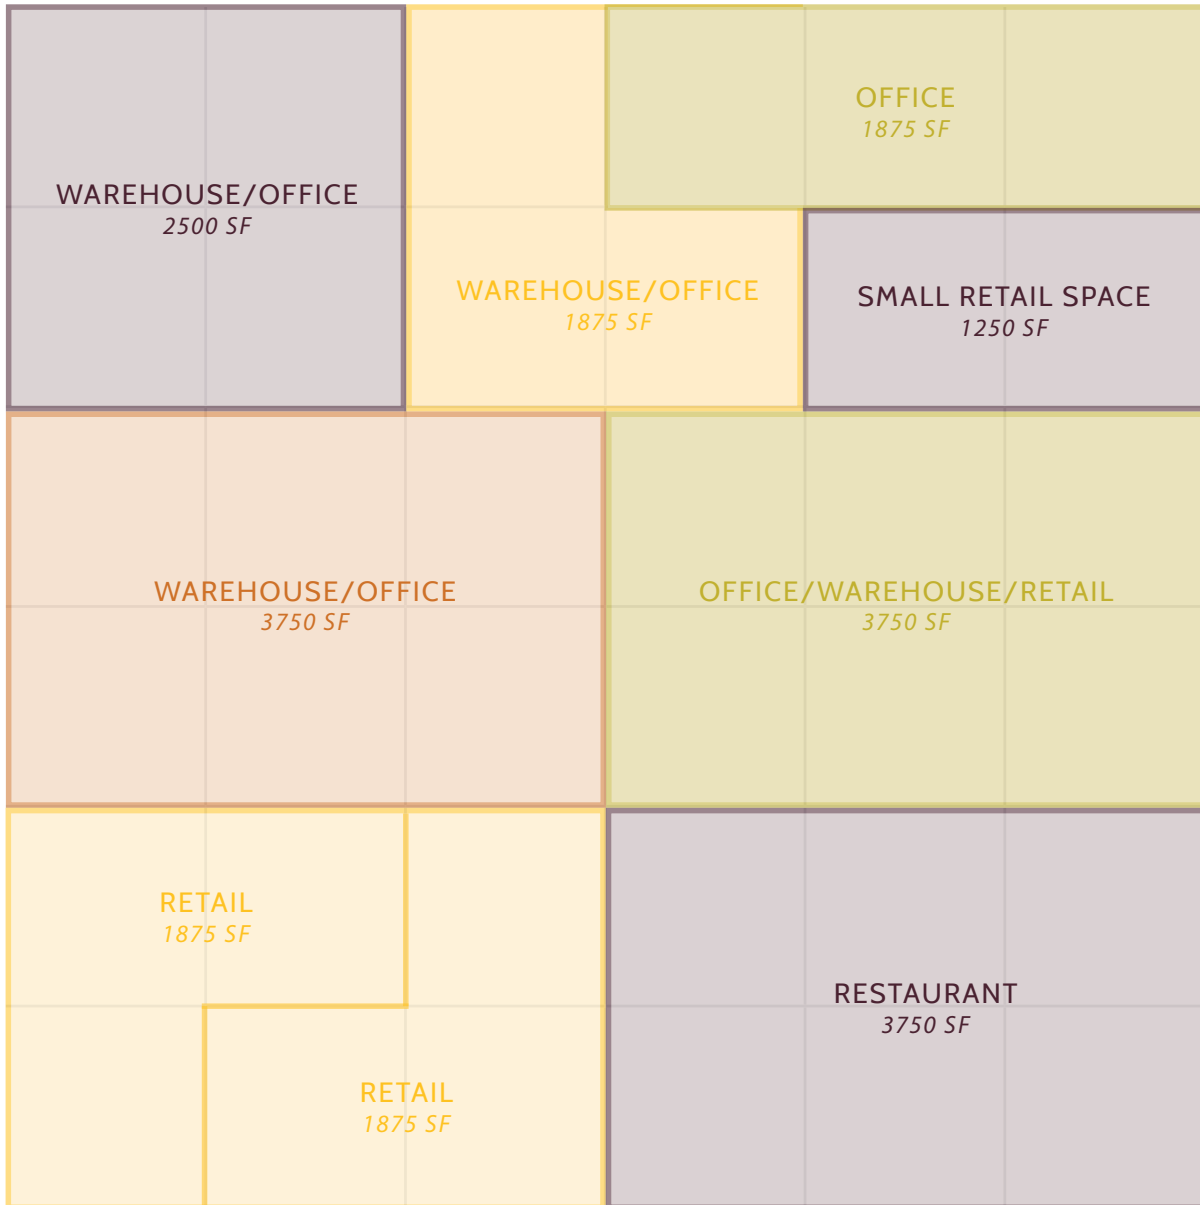 OFFICE
1875 SF
WAREHOUSE/OFFICE
2500 SF
WAREHOUSE/OFFICE
1875 SF
SMALL RETAIL SPACE
1250 SF
WAREHOUSE/OFFICE
3750 SF
OFFICE/WAREHOUSE/RETAIL
3750 SF
RETAIL
1875 SF
RESTAURANT
3750 SF
RETAIL
1875 SF